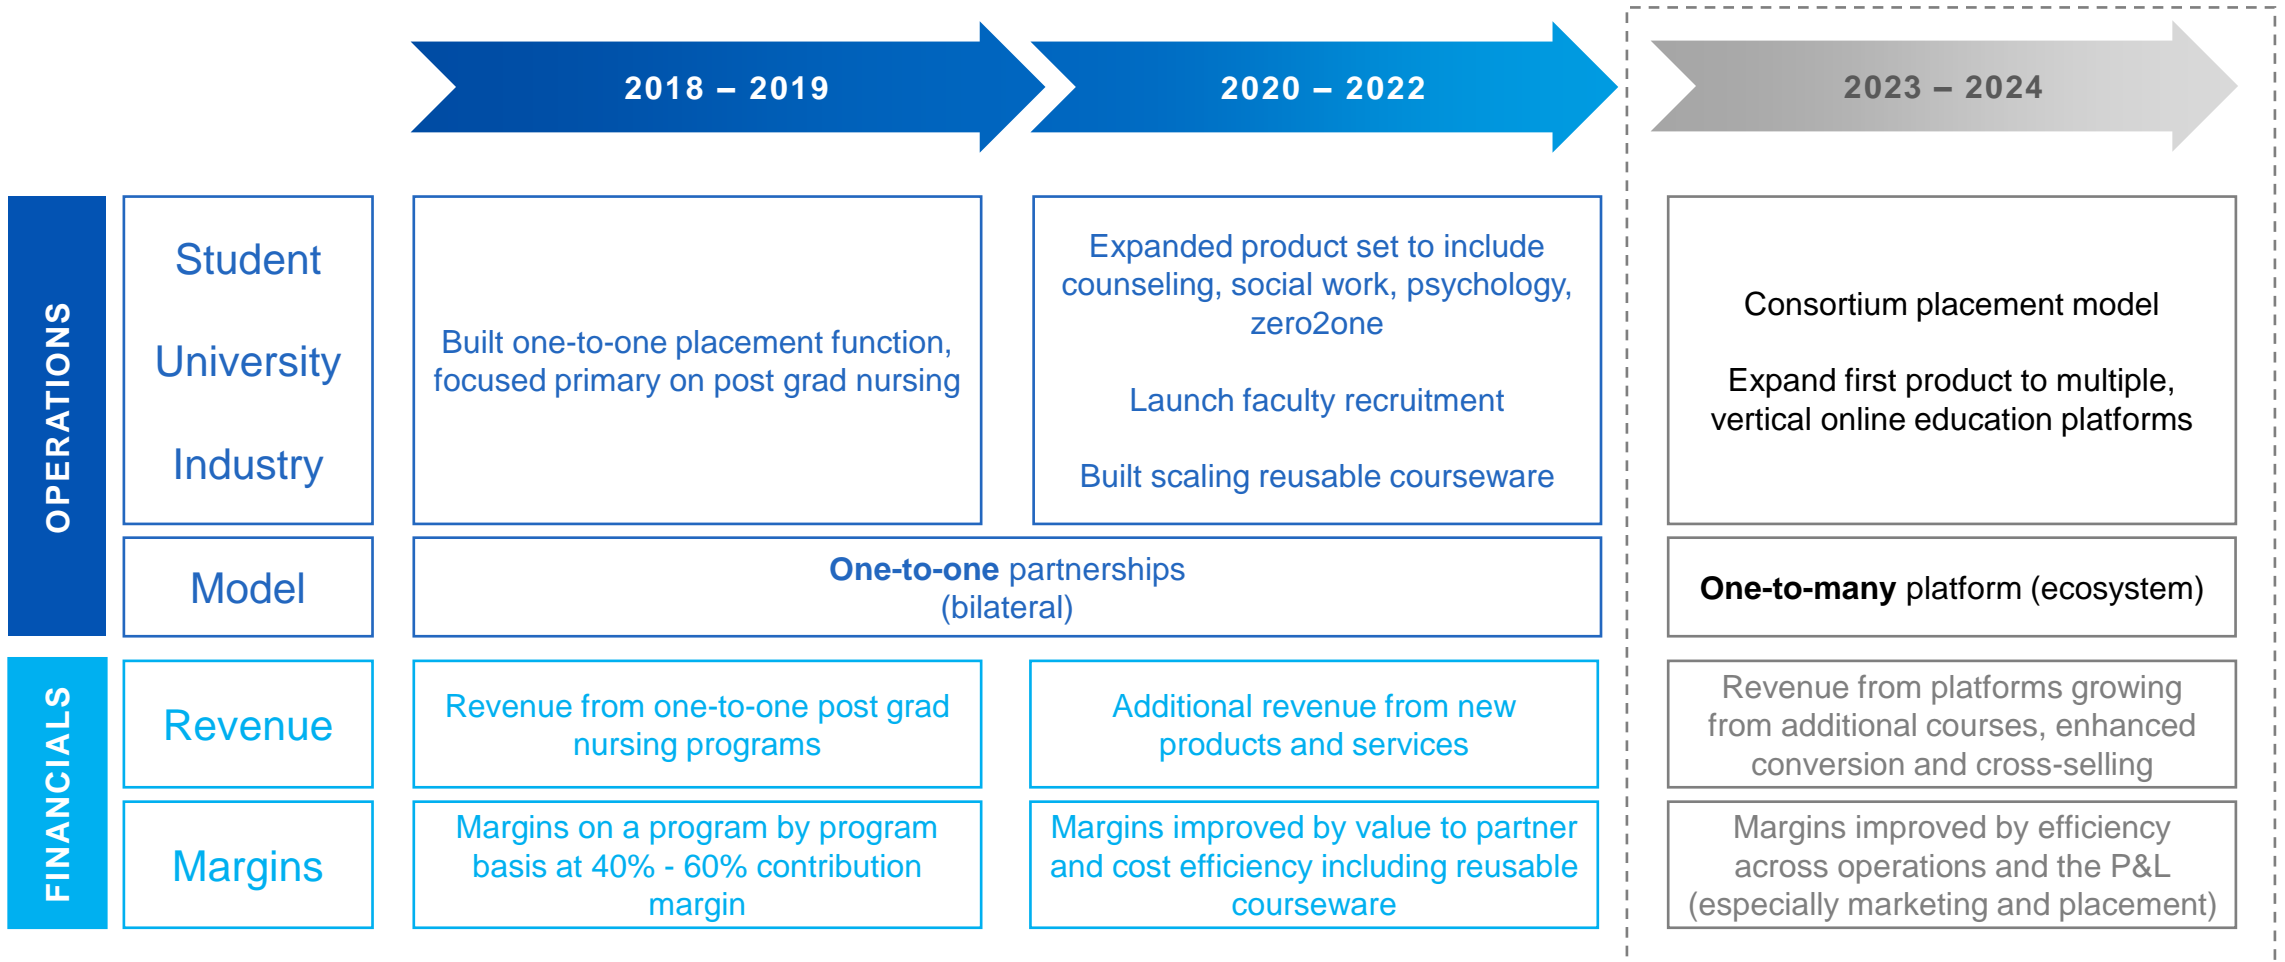 2018 – 2019
2020 – 2022
2023 – 2024
OPERATIONS
Student
University
Industry
Built one-to-one placement function,
focused primary on post grad nursing
Expanded product set to include
counseling, social work, psychology,
zero2one
Launch faculty recruitment
Built scaling reusable courseware
Consortium placement model
Expand first product to multiple,
vertical online education platforms
Model
One-to-one partnerships
(bilateral)
One-to-many platform (ecosystem)
FINANCIALS
Revenue
Revenue from one-to-one post grad
nursing programs
Additional revenue from new
products and services
Revenue from platforms growing
from additional courses, enhanced
conversion and cross-selling
Margins
Margins on a program by program
basis at 40% - 60% contribution
margin
Margins improved by value to partner
and cost efficiency including reusable
courseware
Margins improved by efficiency
across operations and the P&L
(especially marketing and placement)